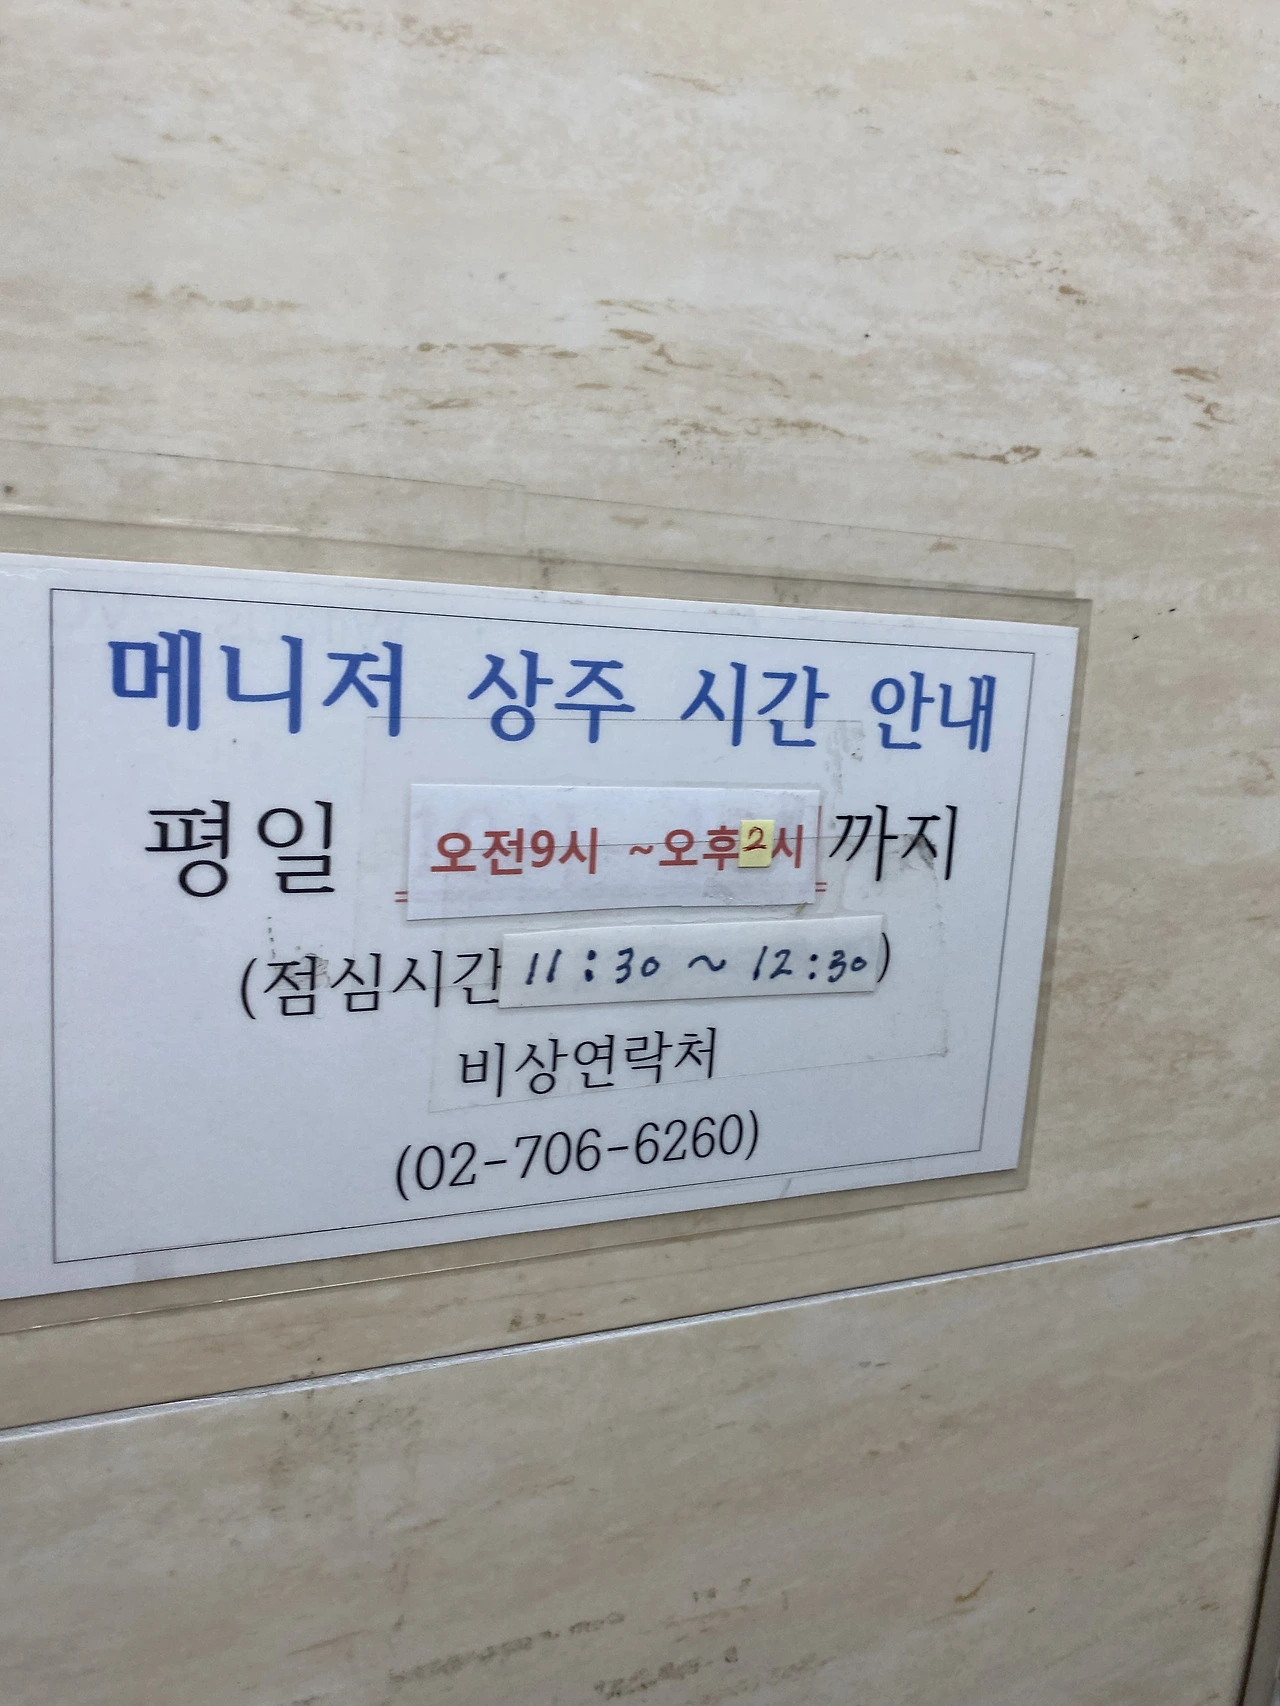 메니저 상주 시간 안내
평일 오전9시 ~오후2시 까지
(점심시간 11:30 ~ 12:30)
비상연락처
(02-706-6260)